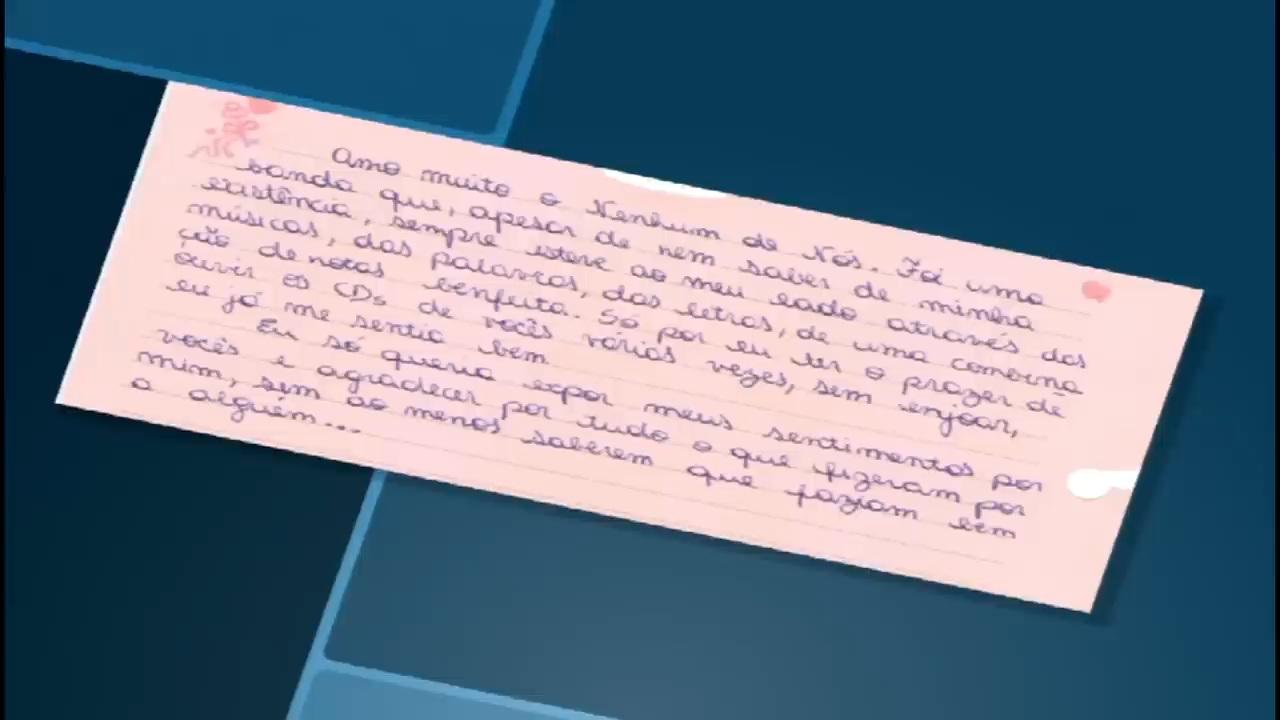 Amo muito o Nenhum de Nós. Foi uma
banda que, apesar de nem saber de minha
existência, sempre esteve ao meu lado através das
músicas, das palavras, das letras, de uma combina
ção de notas benfeita. Só por eu ter o prazer de
ouvir os CDs de vocês várias vezes, sem enjoar,
eu já me sentia bem
Eu só queria expor meus sentimentos por
vocês e agradecer por tudo o que fizeram por
mim, sem ao menos saberem que faziam bem
a alguém...